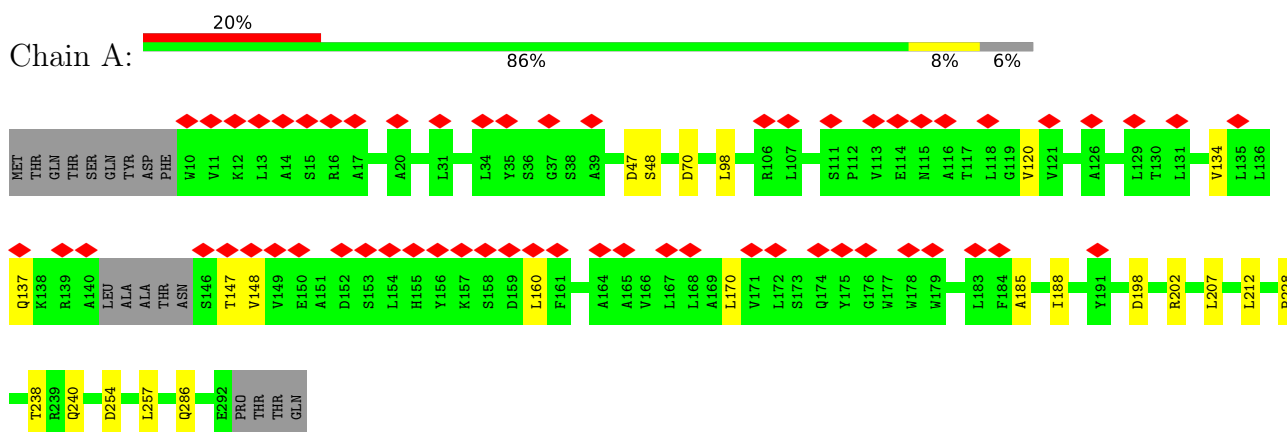 20%
Chain A:
86% 8% 6%
MET THR GLN THR SER GLN TYR ASP PHE W10 V11 K12 L13 A14 S15 R16 A17 A20 L31 L34 Y35 S36 G37 S38 A39 D47 S48 D70 L98 R106 L107 S111 P112 V113 E114 N115 A116 T117 L118 G119 V120 V121 A126 L129 T130 L131 V134 L135 L136
Q137 K138 R139 A140 LEU ALA ALA THR ASN S146 T147 V148 V149 E150 A151 D152 S153 L154 H155 Y156 K157 S158 D159 L160 F161 A164 A165 V166 L167 L168 A169 L170 V171 L172 S173 Q174 Y175 G176 W177 W178 W179 L183 F184 A185 I188 Y191 D198 R202 L207 L212
T238 R239 Q240 D254 L257 Q286 E292 PRO THR THR GLN